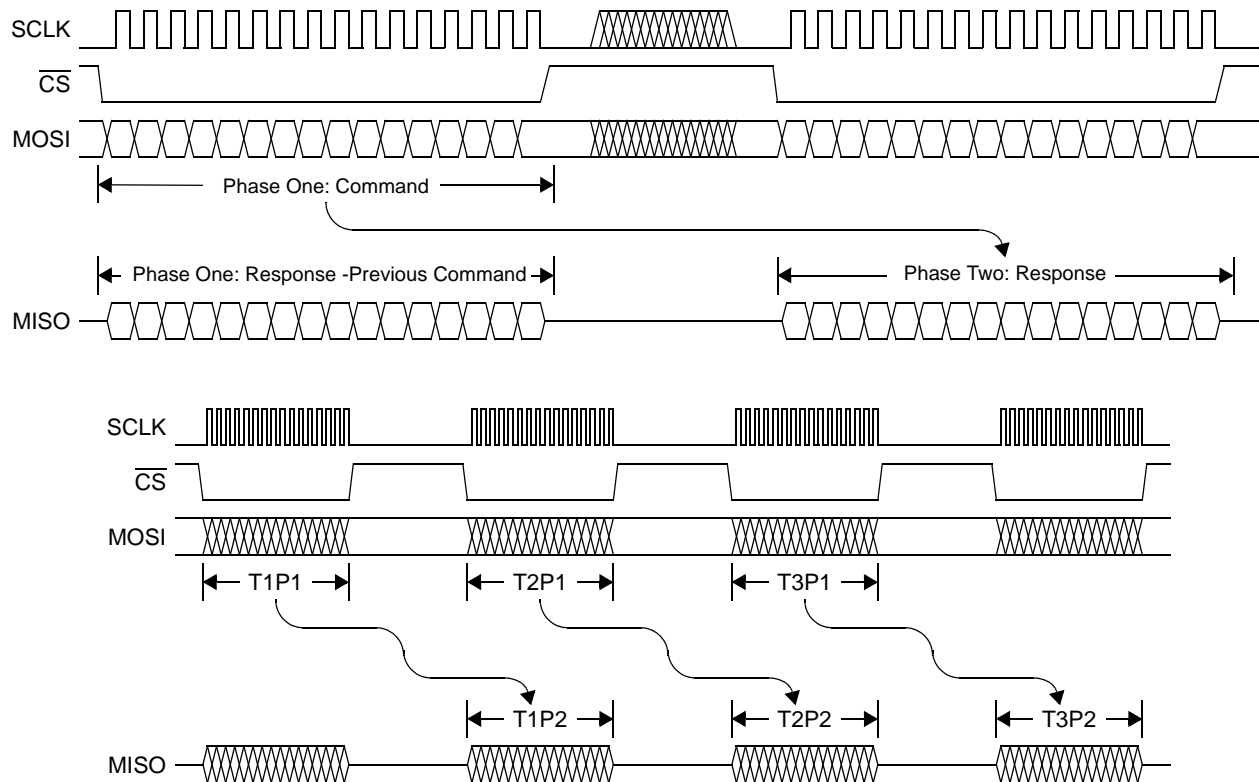 SCLK
CS
MOSI
Phase One: Command
Phase One: Response -Previous Command
Phase Two: Response
MISO
SCLK
CS
MOSI
T1P1
T2P1
T3P1
T1P2
T2P2
T3P2
MISO